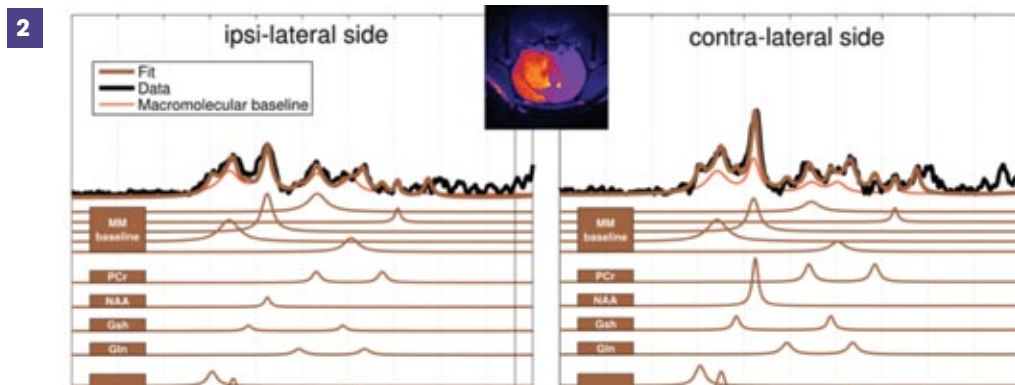 2
ipsi-lateral side
contra-lateral side
Fit
Data
Macromolecular baseline
MM
baseline
MM
baseline
PCr
PCr
NAA
NAA
Gsh
Gsh
Gln
Gln